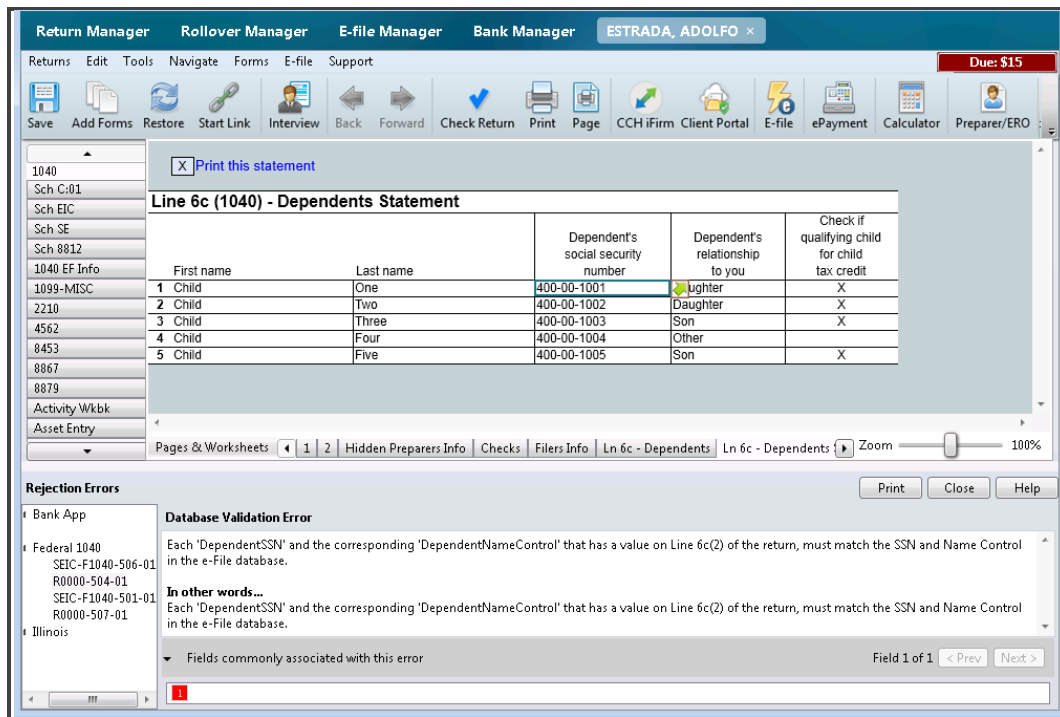 Return Manager Rollover Manager E-file Manager Bank Manager ESTRADA, ADOLFO ×
Returns Edit Tools Navigate Forms E-file Support Due: $15
Save Add Forms Restore Start Link Interview Back Forward Check Return Print Page CCH iFirm Client Portal E-file ePayment Calculator Preparer/ERO
1040
Sch C:01
Sch EIC
Sch SE
Sch 8812
1040 EF Info
1099-MISC
2210
4562
8453
8867
8879
Activity Wkbk
Asset Entry
X Print this statement
Line 6c (1040) - Dependents Statement
First name Last name Dependent's social security number Dependent's relationship to you Check if qualifying child for child tax credit
1 Child One 400-00-1001 ughter X
2 Child Two 400-00-1002 Daughter X
3 Child Three 400-00-1003 Son X
4 Child Four 400-00-1004 Other
5 Child Five 400-00-1005 Son X
Pages & Worksheets 1 2 Hidden Preparers Info Checks Filers Info Ln 6c - Dependents Ln 6c - Dependents Zoom 100%
Rejection Errors Print Close Help
Bank App
Federal 1040
SEIC-F1040-506-01
R0000-504-01
SEIC-F1040-501-01
R0000-507-01
Illinois
Database Validation Error
Each 'DependentSSN' and the corresponding 'DependentNameControl' that has a value on Line 6c(2) of the return, must match the SSN and Name Control
in the e-File database.
In other words...
Each 'DependentSSN' and the corresponding 'DependentNameControl' that has a value on Line 6c(2) of the return, must match the SSN and Name Control
in the e-File database.
Fields commonly associated with this error Field 1 of 1 < Prev Next >
1